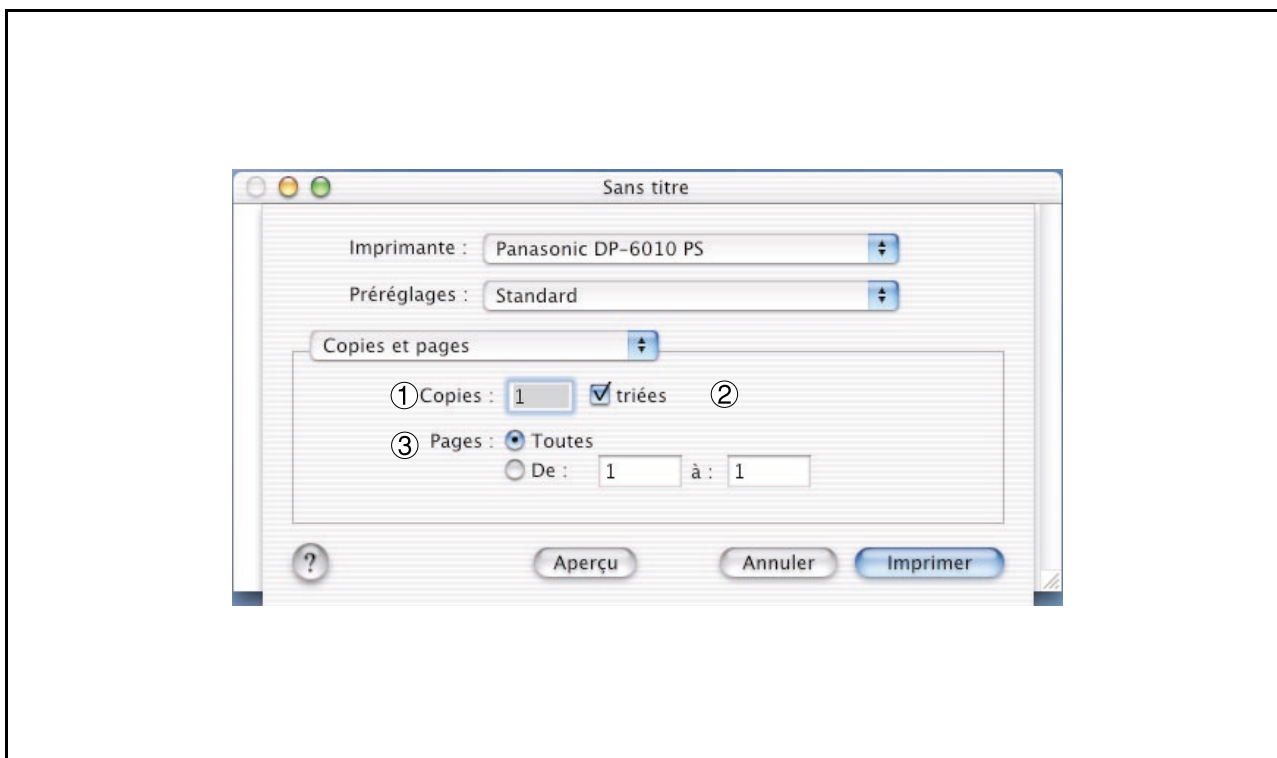 Sans titre
Imprimante : Panasonic DP-6010 PS
Préréglages : Standard
Copies et pages
①Copies : 1 triées ②
③ Pages : Toutes
De : 1 à : 1
? Aperçu Annuler Imprimer